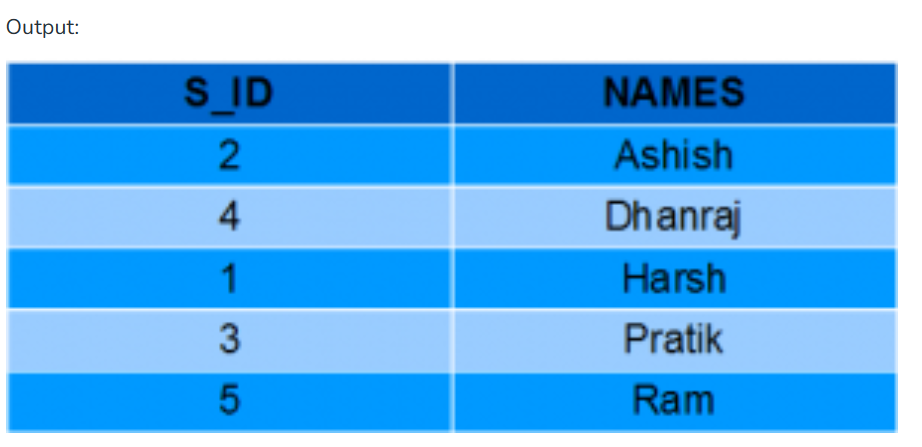 Output:
S_ID NAMES
2 Ashish
4 Dhanraj
1 Harsh
3 Pratik
5 Ram